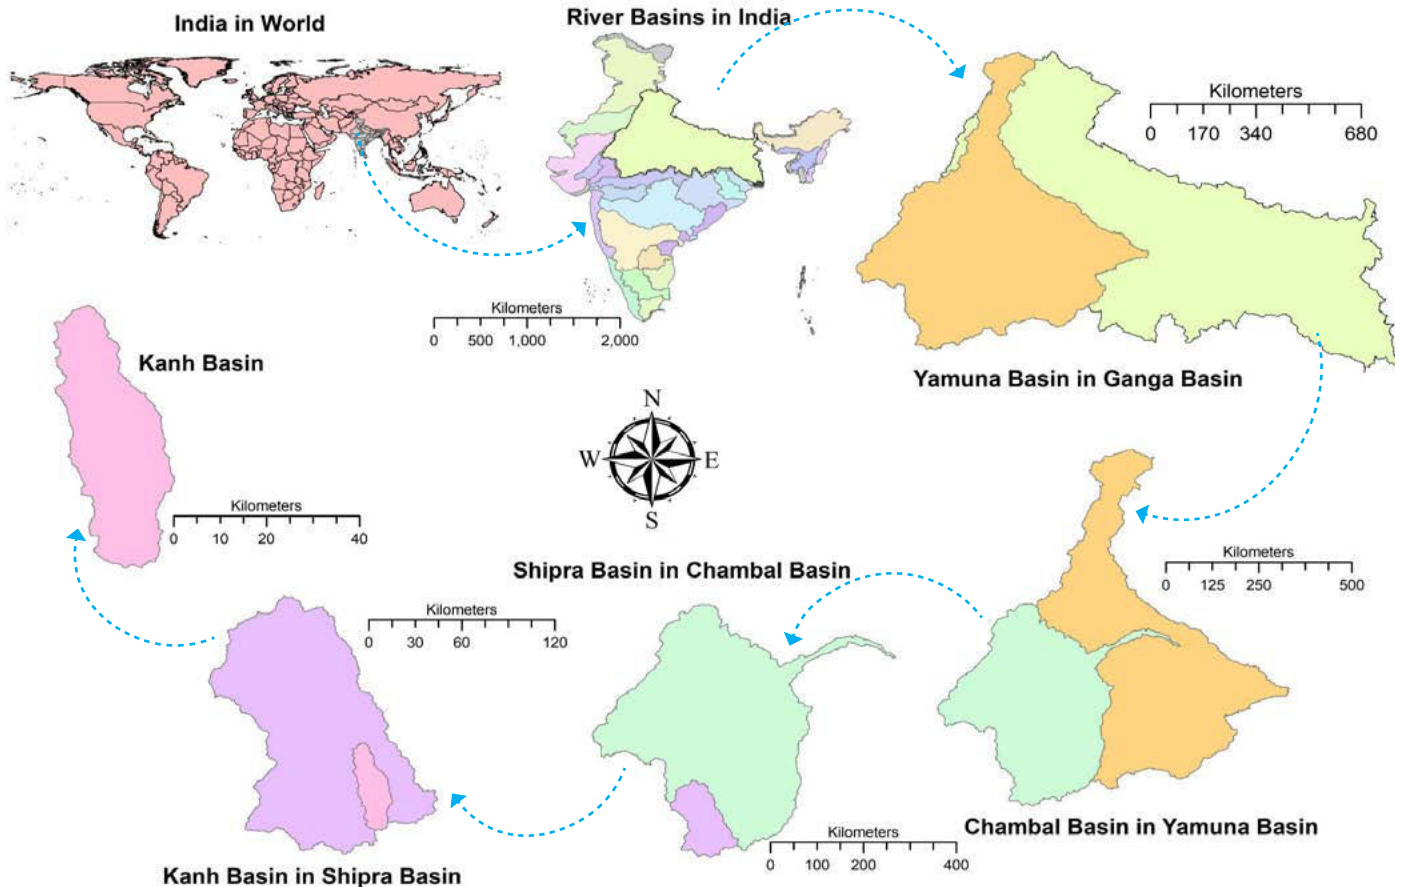 India in World
River Basins in India
Kilometers
0 170 340 680
Kilometers
0 500 1,000 2,000
Yamuna Basin in Ganga Basin
Kanh Basin
Kilometers
0 10 20 40
N
W E
S
Kilometers
0 125 250 500
Shipra Basin in Chambal Basin
Kilometers
0 30 60 120
Kilometers
0 100 200 400
Chambal Basin in Yamuna Basin
Kanh Basin in Shipra Basin